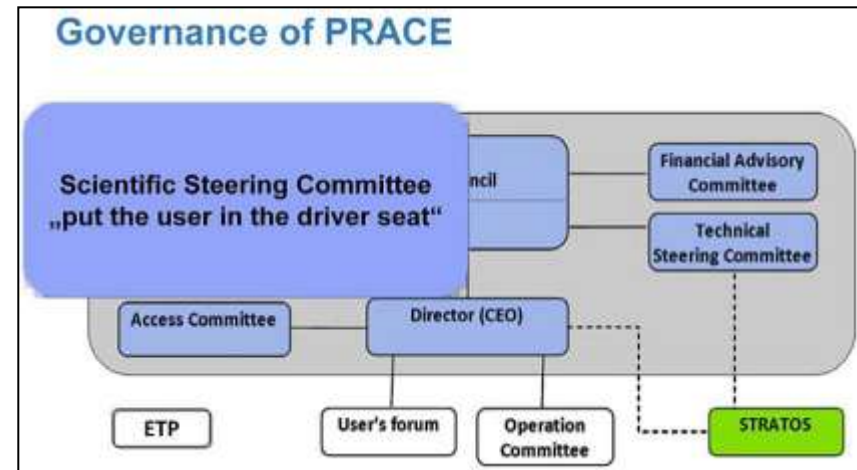 Governance of PRACE
Scientific Steering Committee
„put the user in the driver seat“
ncil
Financial Advisory
Committee
Technical
Steering Committee
Access Committee
Director (CEO)
ETP
User's forum
Operation
Committee
STRATOS